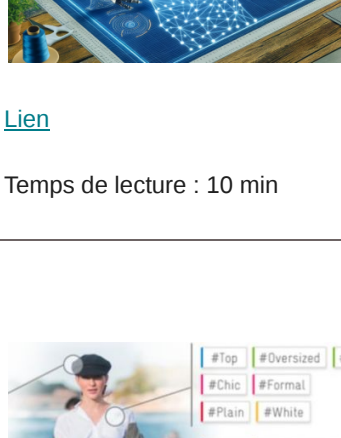 Lien
Temps de lecture : 10 min
#Top #Oversized
#Chic #Formal
#Plain #White